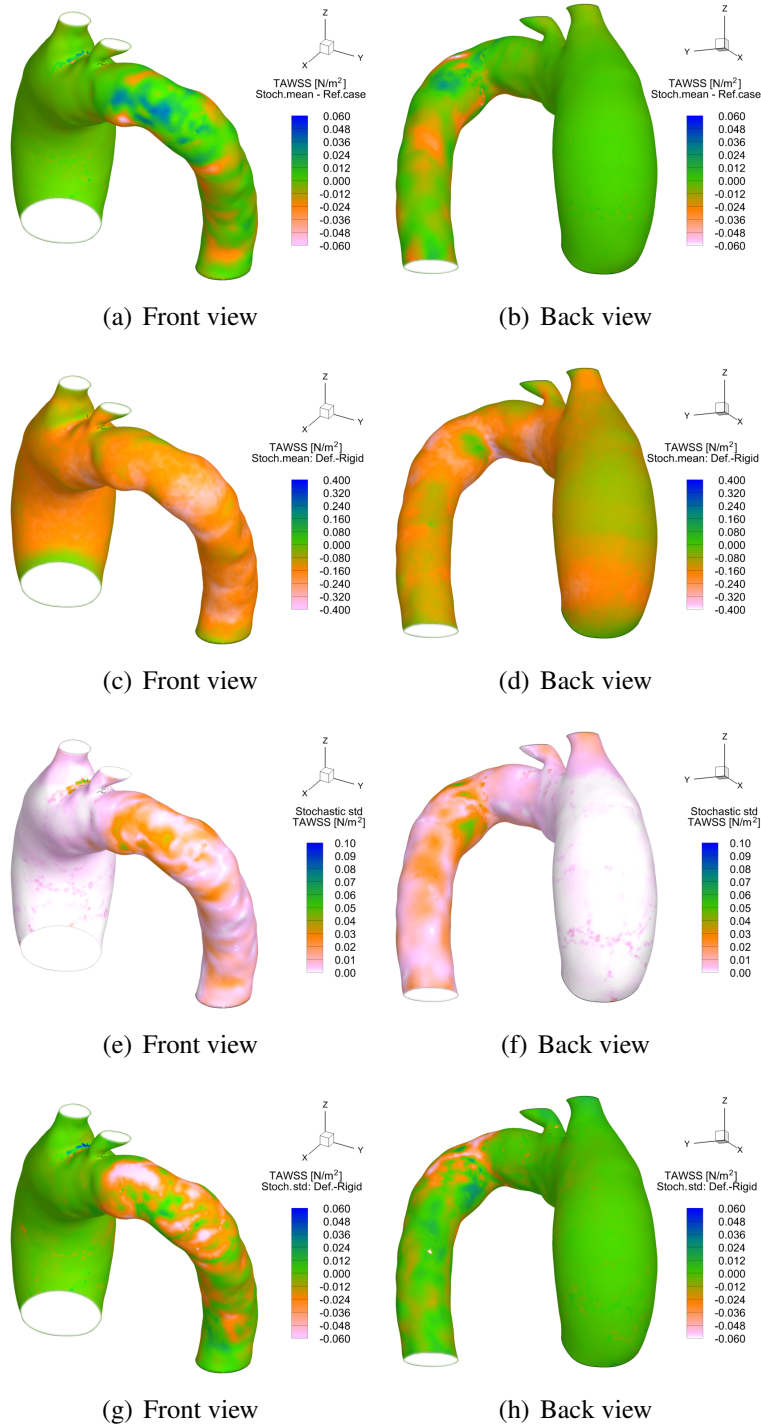 Z
X
Y
TAWSS [N/m²]
Stoch.mean - Ref.case
0.060
0.048
0.036
0.024
0.012
0.000
-0.012
-0.024
-0.036
-0.048
-0.060
(a) Front view
Z
Y
X
TAWSS [N/m²]
Stoch.mean - Ref.case
0.060
0.048
0.036
0.024
0.012
0.000
-0.012
-0.024
-0.036
-0.048
-0.060
(b) Back view
Z
X
Y
TAWSS [N/m²]
Stoch.mean: Def.-Rigid
0.400
0.320
0.240
0.160
0.080
0.000
-0.080
-0.160
-0.240
-0.320
-0.400
(c) Front view
Z
Y
X
TAWSS [N/m²]
Stoch.mean: Def.-Rigid
0.400
0.320
0.240
0.160
0.080
0.000
-0.080
-0.160
-0.240
-0.320
-0.400
(d) Back view
Z
X
Y
Stochastic std
TAWSS [N/m²]
0.10
0.09
0.08
0.07
0.06
0.05
0.04
0.03
0.02
0.01
0.00
(e) Front view
Z
Y
X
Stochastic std
TAWSS [N/m²]
0.10
0.09
0.08
0.07
0.06
0.05
0.04
0.03
0.02
0.01
0.00
(f) Back view
Z
X
Y
TAWSS [N/m²]
Stoch.std: Def.-Rigid
0.060
0.048
0.036
0.024
0.012
0.000
-0.012
-0.024
-0.036
-0.048
-0.060
(g) Front view
Z
Y
X
TAWSS [N/m²]
Stoch.std: Def.-Rigid
0.060
0.048
0.036
0.024
0.012
0.000
-0.012
-0.024
-0.036
-0.048
-0.060
(h) Back view